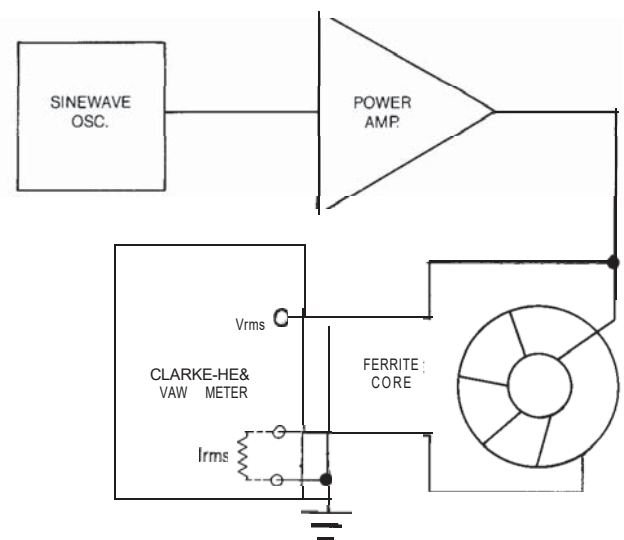 SINEWAVE
OSC.
POWER
AMP.
Vrms
CLARKE-HE&
VAW METER
FERRITE
CORE
Irms